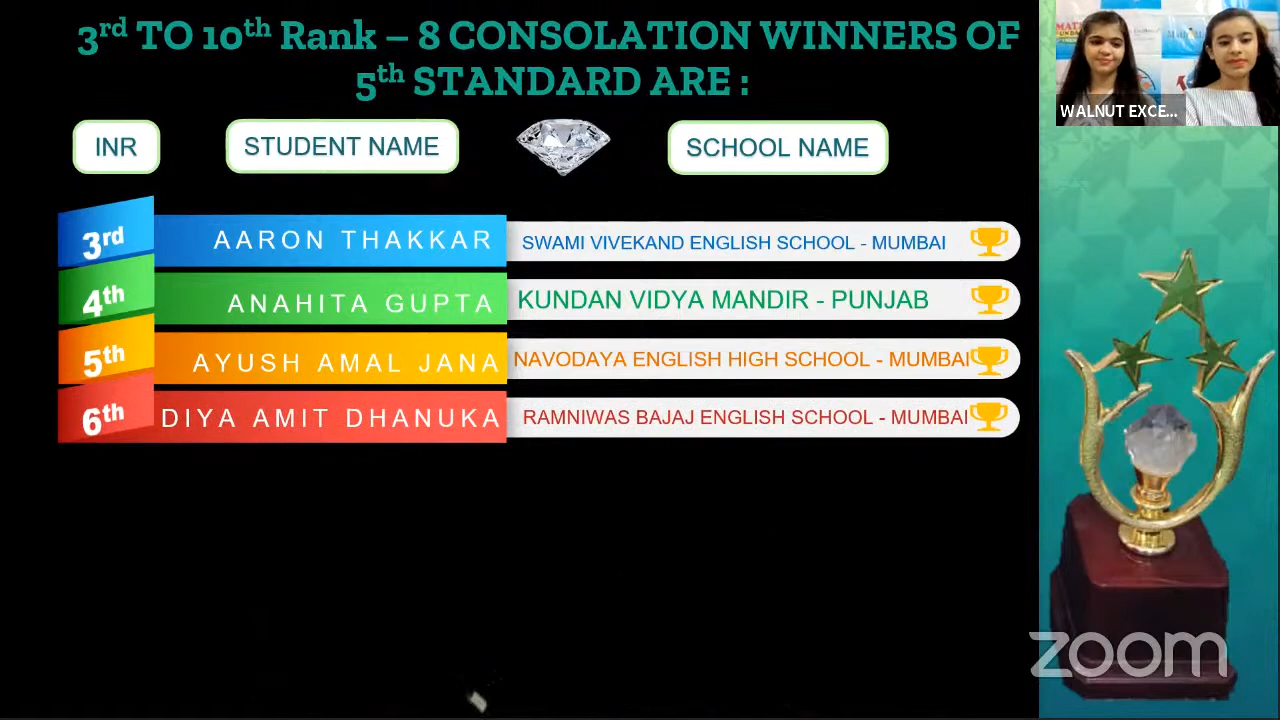 3rd TO 10th Rank – 8 CONSOLATION WINNERS OF
5th STANDARD ARE :
INR
STUDENT NAME
SCHOOL NAME
3rd
AARON THAKKAR
SWAMI VIVEKAND ENGLISH SCHOOL - MUMBAI
4th
ANAHITA GUPTA
KUNDAN VIDYA MANDIR - PUNJAB
5th
AYUSH AMAL JANA
NAVODAYA ENGLISH HIGH SCHOOL - MUMBAI
6th
DIYA AMIT DHANUKA
RAMNIWAS BAJAJ ENGLISH SCHOOL - MUMBAI
WALNUT EXCE...
zoom